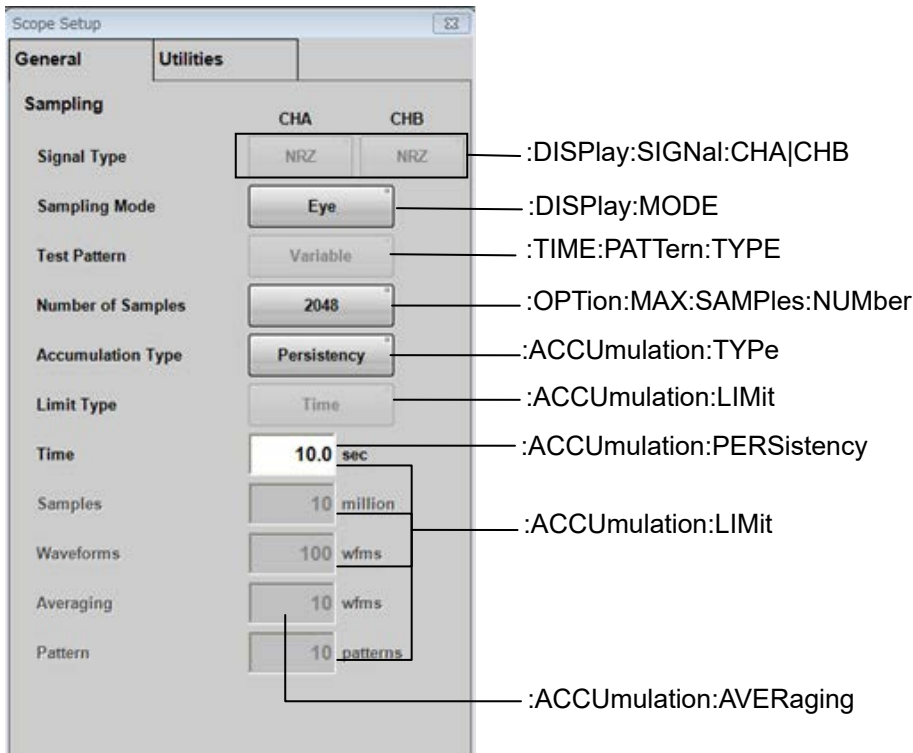 Scope Setup
General Utilities
Sampling
CHA CHB
Signal Type NRZ NRZ :DISPlay:SIGNal:CHA|CHB
Sampling Mode Eye :DISPlay:MODE
Test Pattern Variable :TIME:PATTern:TYPE
Number of Samples 2048 :OPTion:MAX:SAMPles:NUMber
Accumulation Type Persistency :ACCUmulation:TYPe
Limit Type Time :ACCUmulation:LIMit
Time 10.0 sec :ACCUmulation:PERSistency
Samples 10 million
:ACCUmulation:LIMit
Waveforms 100 wfms
Averaging 10 wfms
Pattern 10 patterns
:ACCUmulation:AVERaging